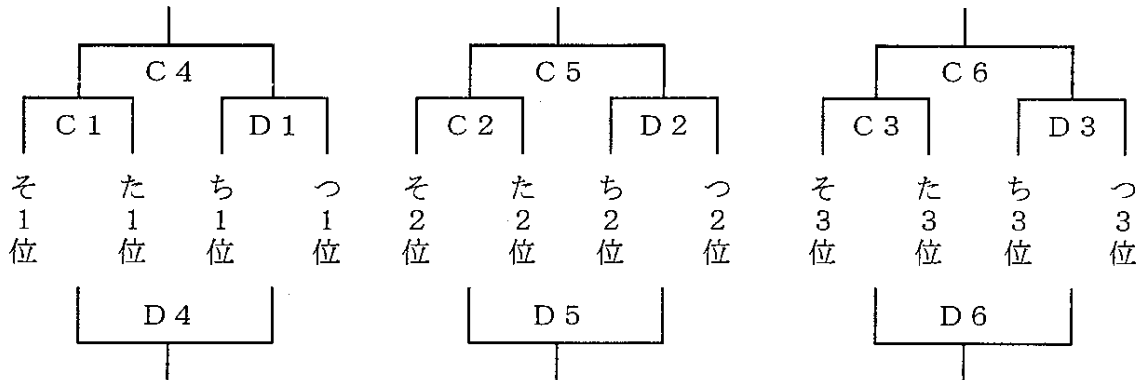 C4 C5 C6
C1 D1 C2 D2 C3 D3
そ1位 た1位 ち1位 つ1位 そ2位 た2位 ち2位 つ2位 そ3位 た3位 ち3位 つ3位
D4 D5 D6